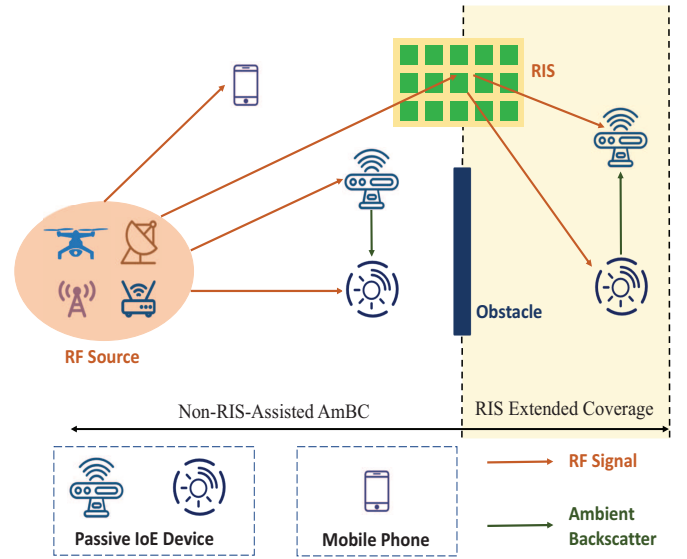 RIS
Obstacle
RF Source
Non-RIS-Assisted AmBC
RIS Extended Coverage
Passive IoE Device
Mobile Phone
RF Signal
Ambient
Backscatter